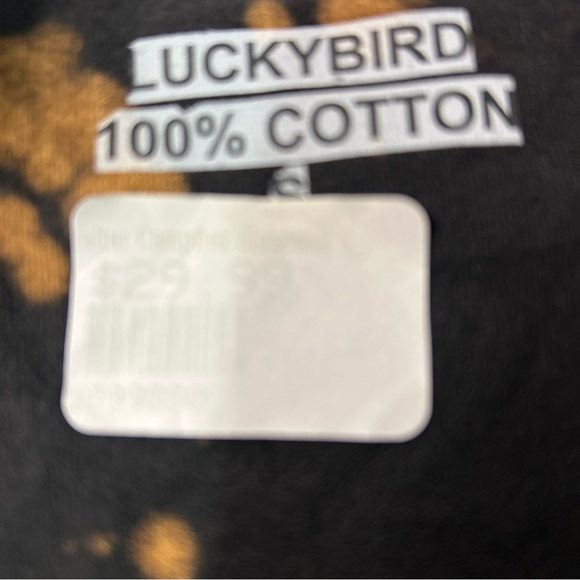 LUCKYBIRD
100% COTTON
S
$29.99